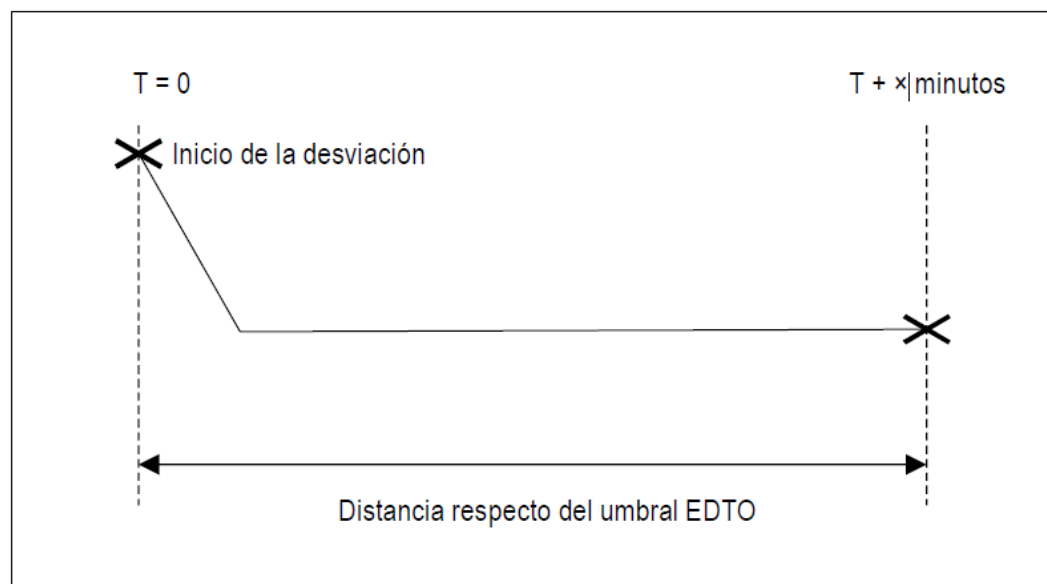 T = 0
T + ×|minutos
Inicio de la desviación
Distancia respecto del umbral EDTO